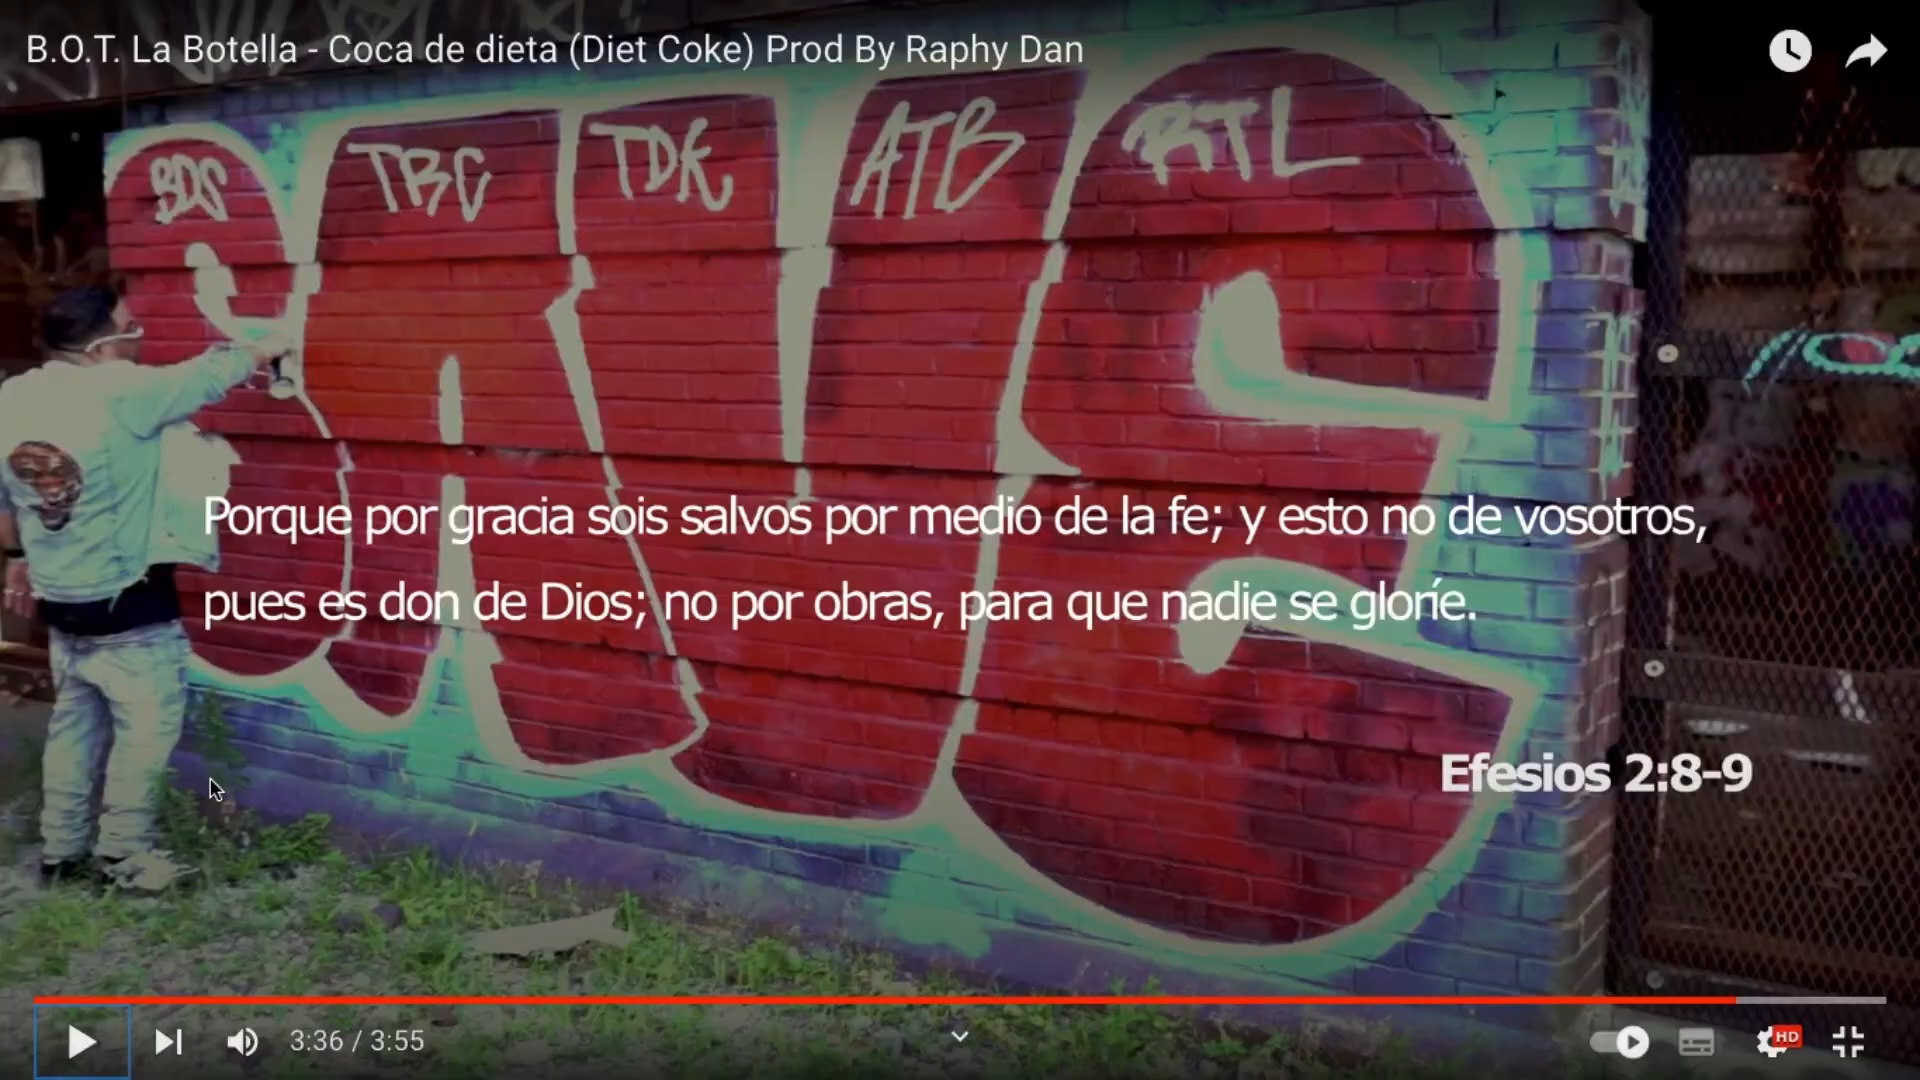 B.O.T. La Botella - Coca de dieta (Diet Coke) Prod By Raphy Dan
BDS TBC TDK ATB RTL
Porque por gracia sois salvos por medio de la fe; y esto no de vosotros,
pues es don de Dios; no por obras, para que nadie se gloríe.
Efesios 2:8-9
3:36 / 3:55
HD